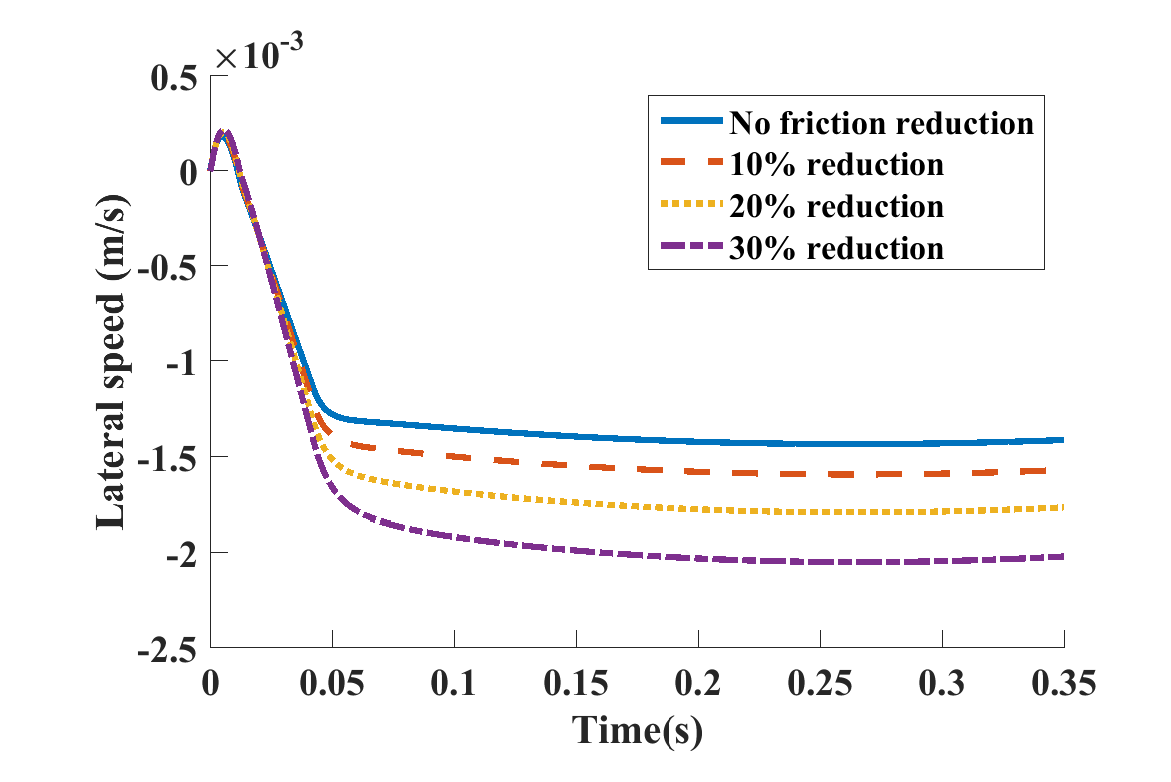 ×10-3
0.5
0
-0.5
-1
-1.5
-2
-2.5
Lateral speed (m/s)
No friction reduction
10% reduction
20% reduction
30% reduction
0 0.05 0.1 0.15 0.2 0.25 0.3 0.35
Time(s)